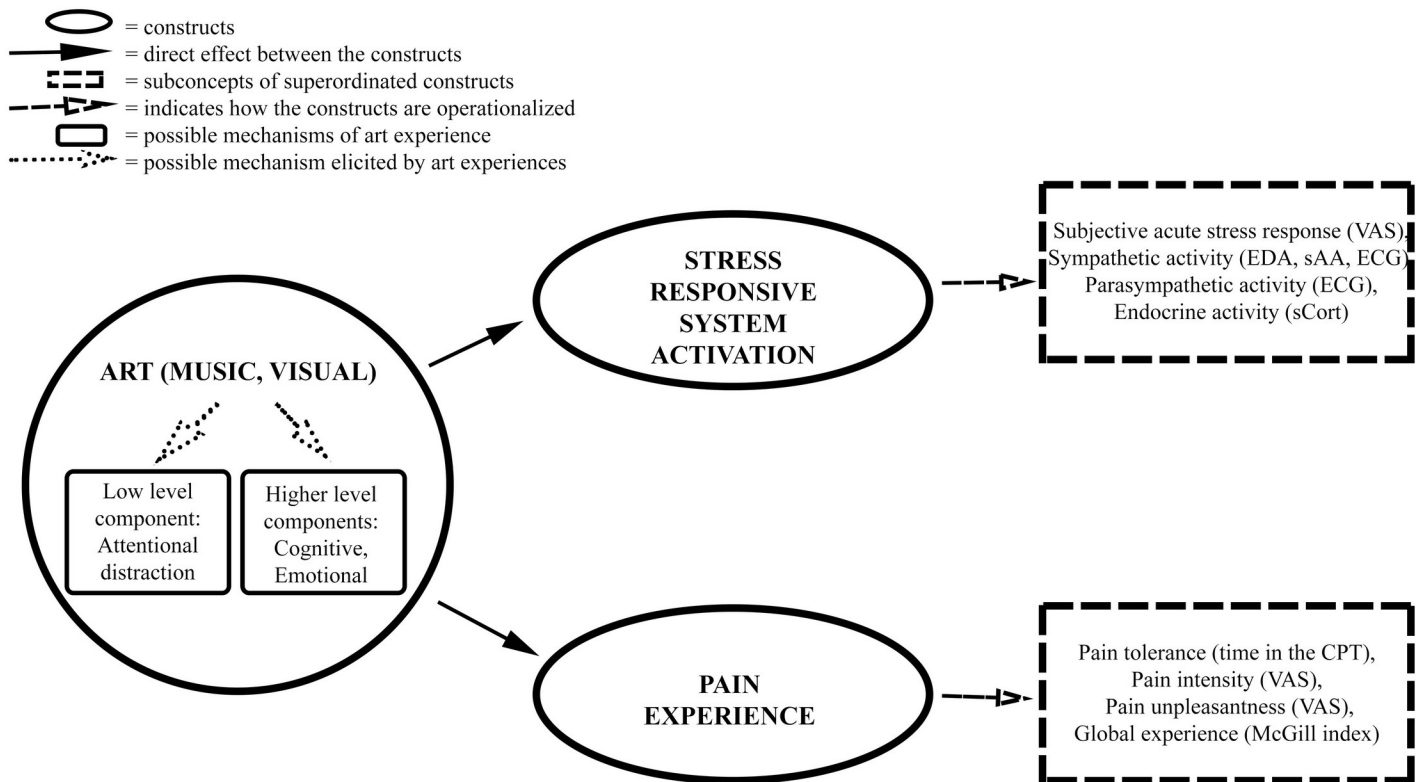 = constructs
= direct effect between the constructs
= subconcepts of superordinated constructs
= indicates how the constructs are operationalized
= possible mechanisms of art experience
= possible mechanism elicited by art experiences
ART (MUSIC, VISUAL)
Low level
component:
Attentional
distraction
Higher level
components:
Cognitive,
Emotional
STRESS
RESPONSIVE
SYSTEM
ACTIVATION
Subjective acute stress response (VAS),
Sympathetic activity (EDA, sAA, ECG)
Parasympathetic activity (ECG),
Endocrine activity (sCort)
PAIN
EXPERIENCE
Pain tolerance (time in the CPT),
Pain intensity (VAS),
Pain unpleasantness (VAS),
Global experience (McGill index)